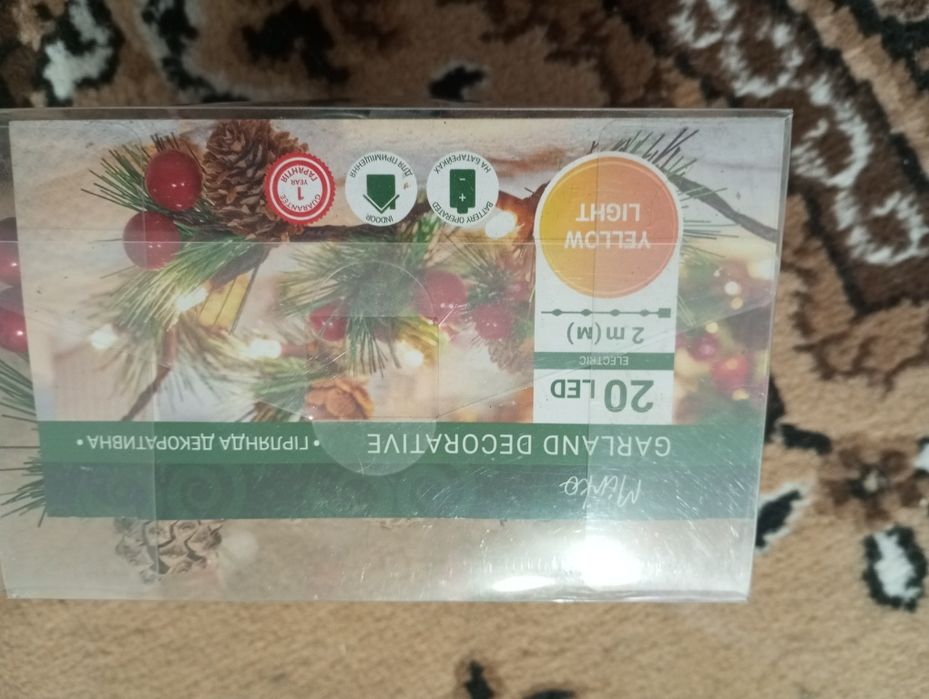 Mirko
GARLAND DECORATIVE • ГІРЛЯНДА ДЕКОРАТИВНА •
20 LED
ELECTRIC
2 m (м)
YELLOW
LIGHT
BATTERY OPERATED
НА БАТАРЕЙКАХ
INDOOR
ДЛЯ ПРИМІЩЕННЯ
GUARANTEE
1
YEAR
ГАРАНТІЯ